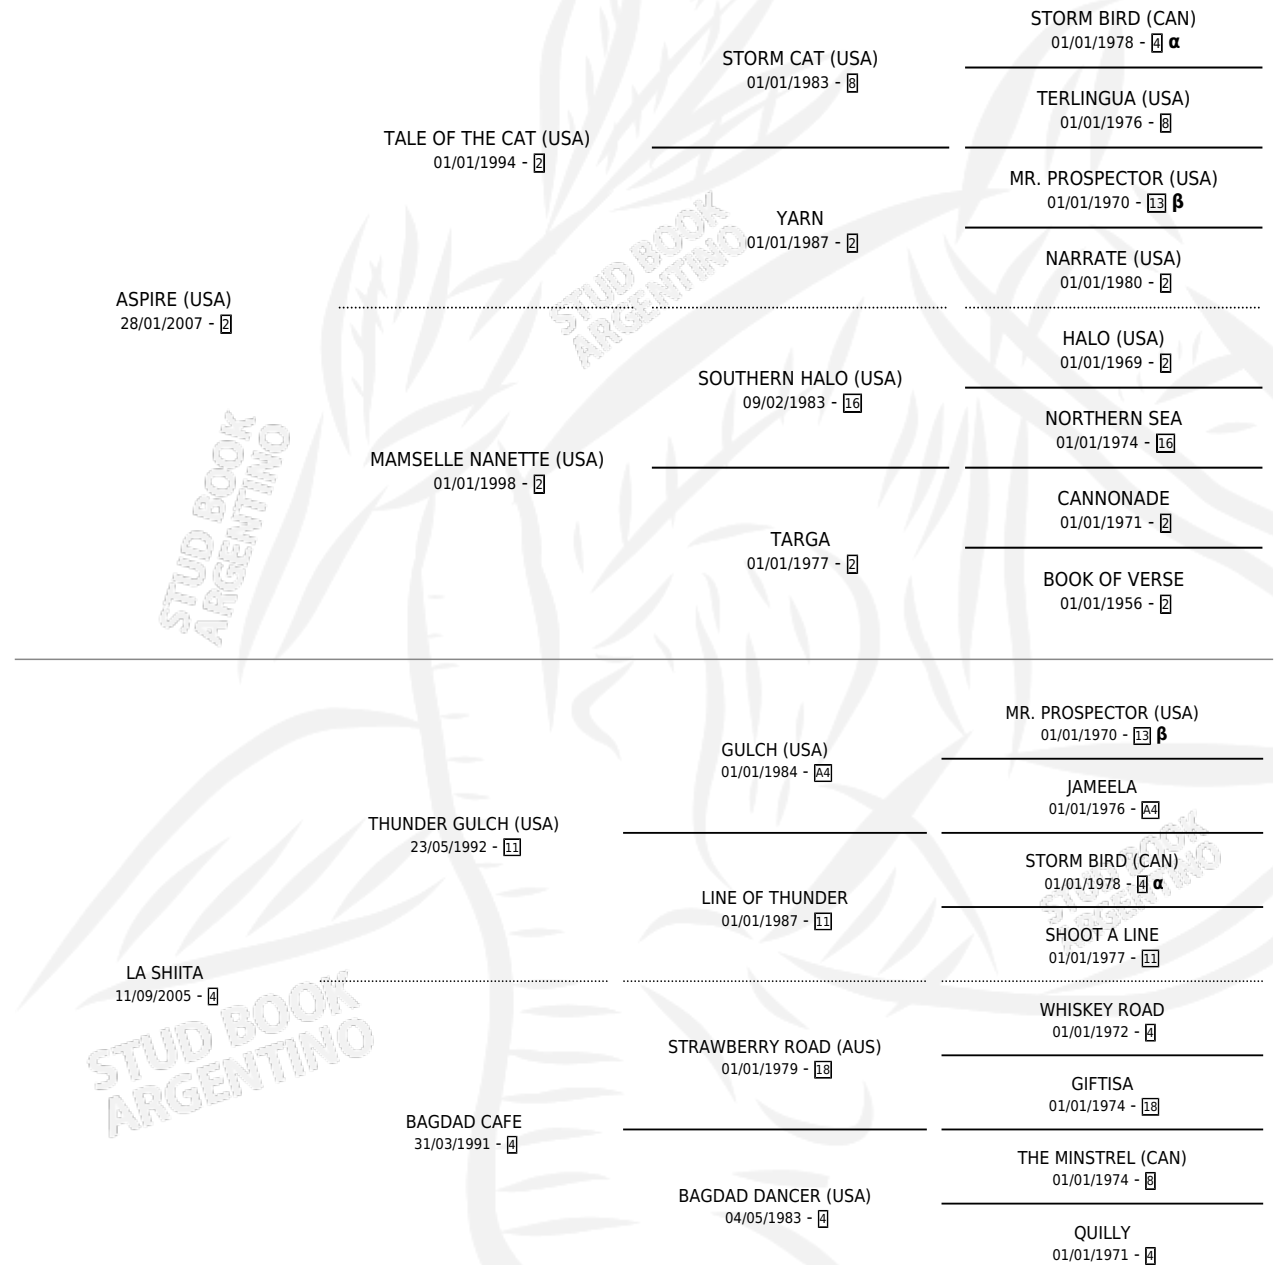 STORM BIRD (CAN)
01/01/1978 - 4 α
STORM CAT (USA)
01/01/1983 - 8
TERLINGUA (USA)
01/01/1976 - 8
TALE OF THE CAT (USA)
01/01/1994 - 2
MR. PROSPECTOR (USA)
01/01/1970 - 13 β
YARN
01/01/1987 - 2
NARRATE (USA)
01/01/1980 - 2
ASPIRE (USA)
28/01/2007 - 2
HALO (USA)
01/01/1969 - 2
SOUTHERN HALO (USA)
09/02/1983 - 16
NORTHERN SEA
01/01/1974 - 16
MAMSELLE NANETTE (USA)
01/01/1998 - 2
CANNONADE
01/01/1971 - 2
TARGA
01/01/1977 - 2
BOOK OF VERSE
01/01/1956 - 2
MR. PROSPECTOR (USA)
01/01/1970 - 13 β
GULCH (USA)
01/01/1984 - A4
JAMEELA
01/01/1976 - A4
THUNDER GULCH (USA)
23/05/1992 - 11
STORM BIRD (CAN)
01/01/1978 - 4 α
LINE OF THUNDER
01/01/1987 - 11
SHOOT A LINE
01/01/1977 - 11
LA SHIITA
11/09/2005 - 4
WHISKEY ROAD
01/01/1972 - 4
STRAWBERRY ROAD (AUS)
01/01/1979 - 18
GIFTISA
01/01/1974 - 18
BAGDAD CAFE
31/03/1991 - 4
THE MINSTREL (CAN)
01/01/1974 - 8
BAGDAD DANCER (USA)
04/05/1983 - 4
QUILLY
01/01/1971 - 4
STUD BOOK
ARGENTINO
STUD BOOK
ARGENTINO
STUD BOOK
ARGENTINO
STUD BOOK
ARGENTINO